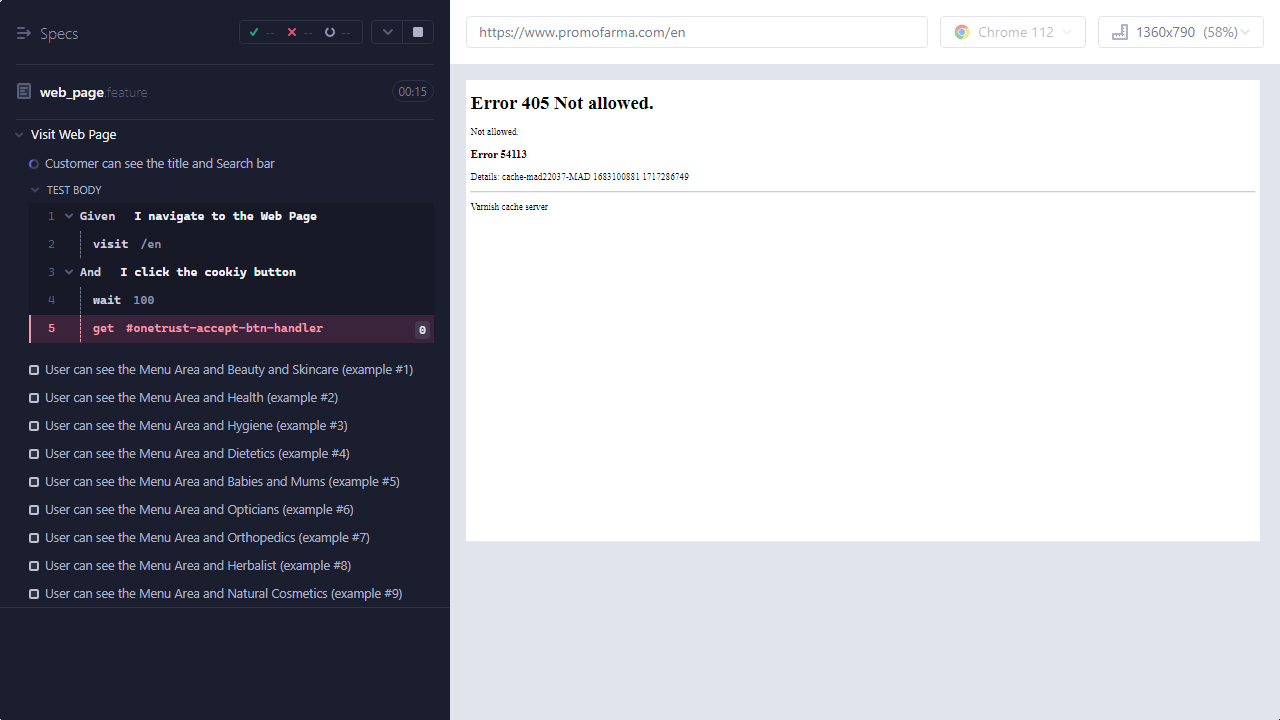 Specs
-- -- --
web_page.feature 00:15
Visit Web Page
Customer can see the title and Search bar
TEST BODY
1 Given I navigate to the Web Page
2 visit /en
3 And I click the cookiy button
4 wait 100
5 get #onetrust-accept-btn-handler 0
User can see the Menu Area and Beauty and Skincare (example #1)
User can see the Menu Area and Health (example #2)
User can see the Menu Area and Hygiene (example #3)
User can see the Menu Area and Dietetics (example #4)
User can see the Menu Area and Babies and Mums (example #5)
User can see the Menu Area and Opticians (example #6)
User can see the Menu Area and Orthopedics (example #7)
User can see the Menu Area and Herbalist (example #8)
User can see the Menu Area and Natural Cosmetics (example #9)
https://www.promofarma.com/en
Chrome 112
1360x790 (58%)
Error 405 Not allowed.
Not allowed.
Error 54113
Details: cache-mad22037-MAD 1683100881 1717286749
Varnish cache server